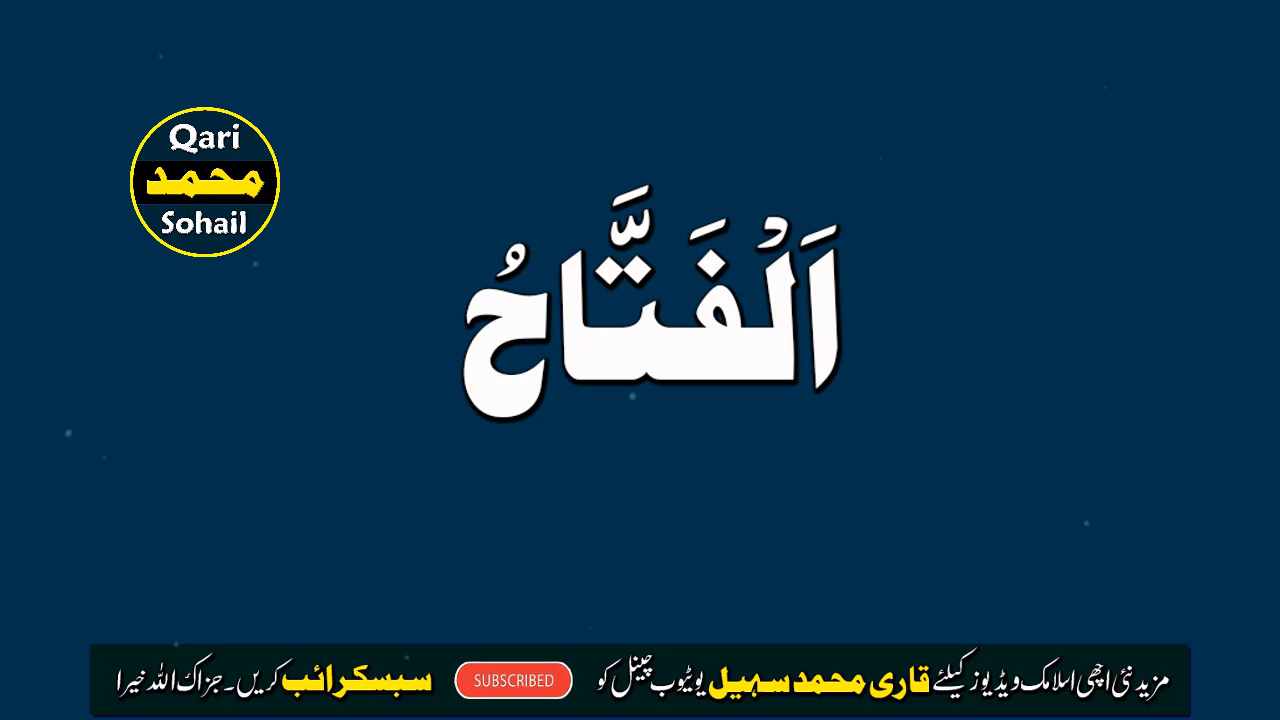 Qari
محمد
Sohail
اَلْفَتَّاحُ
مزید نئی اچھی اسلامک ویڈیوز کیلئے قاری محمد سہیل یوٹیوب چینل کو SUBSCRIBED سبسکرائب کریں۔ جزاک اللہ خیرا